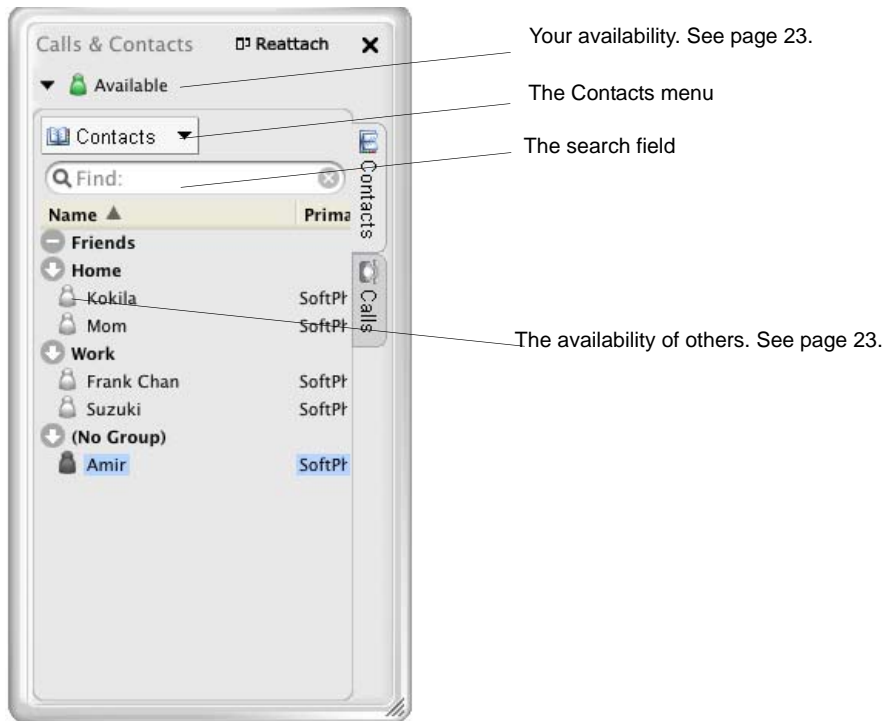 Calls & Contacts Reattach
Your availability. See page 23.
Available
The Contacts menu
Contacts
The search field
Find:
Name Prima
Friends
Home
Kokila SoftPh
Mom SoftPh
Work
Frank Chan SoftPh
Suzuki SoftPh
(No Group)
Amir SoftPh
Contacts
Calls
The availability of others. See page 23.